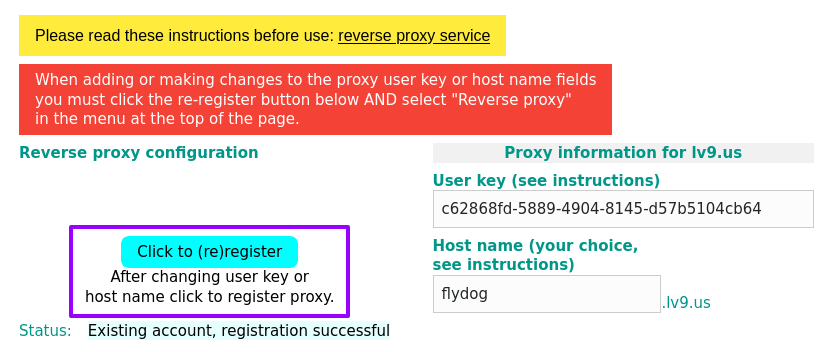 Please read these instructions before use: reverse proxy service
When adding or making changes to the proxy user key or host name fields
you must click the re-register button below AND select "Reverse proxy"
in the menu at the top of the page.
Reverse proxy configuration
Click to (re)register
After changing user key or
host name click to register proxy.
Status: Existing account, registration successful
Proxy information for lv9.us
User key (see instructions)
c62868fd-5889-4904-8145-d57b5104cb64
Host name (your choice,
see instructions)
flydog .lv9.us